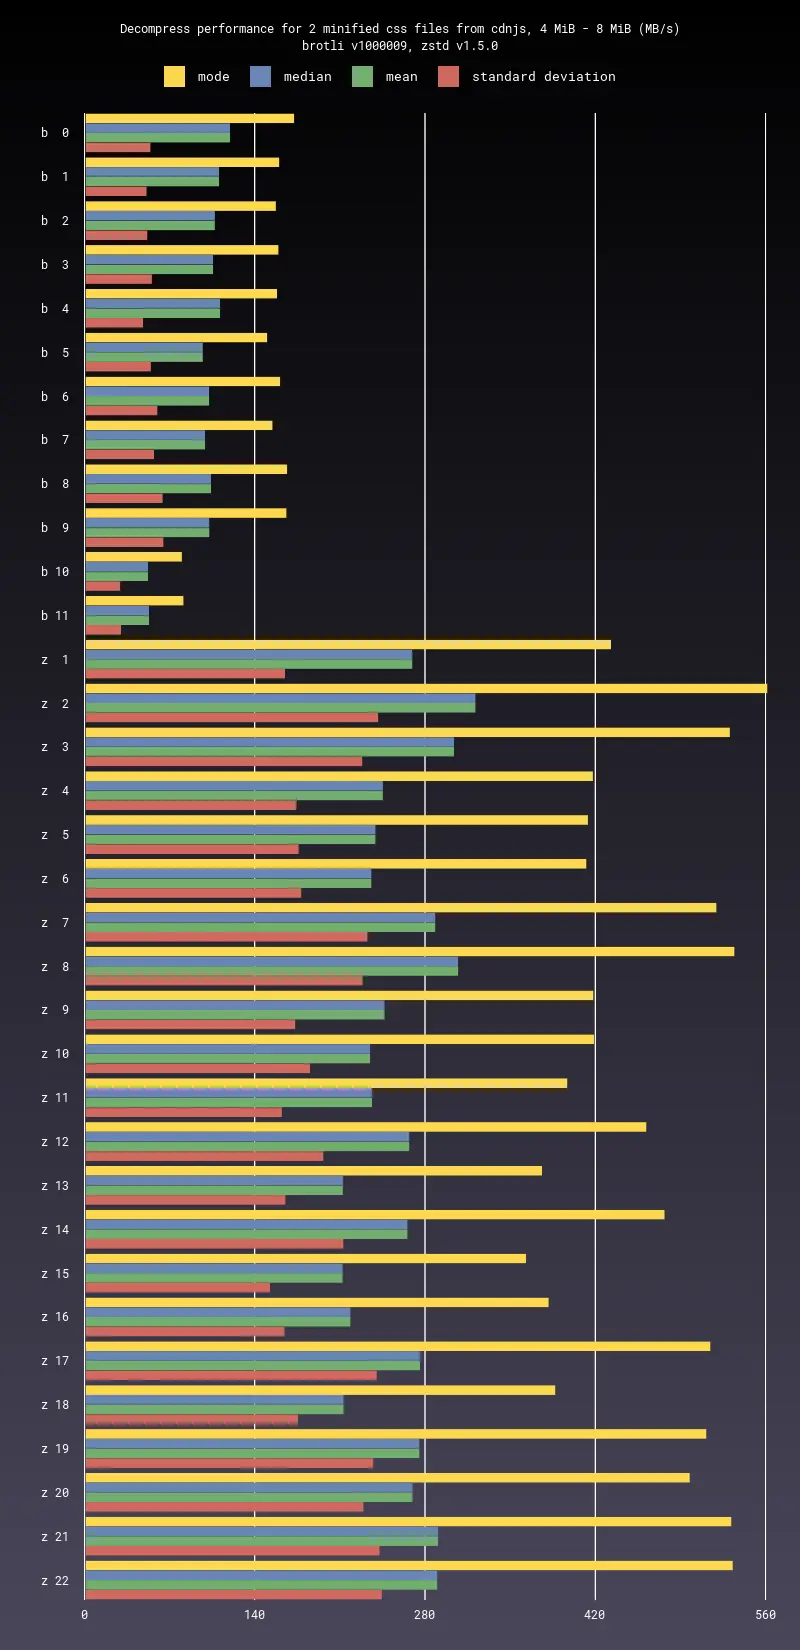 Decompress performance for 2 minified css files from cdnjs, 4 MiB - 8 MiB (MB/s)
brotli v1000009, zstd v1.5.0
mode median mean standard deviation
b 0
b 1
b 2
b 3
b 4
b 5
b 6
b 7
b 8
b 9
b 10
b 11
z 1
z 2
z 3
z 4
z 5
z 6
z 7
z 8
z 9
z 10
z 11
z 12
z 13
z 14
z 15
z 16
z 17
z 18
z 19
z 20
z 21
z 22
0 140 280 420 560